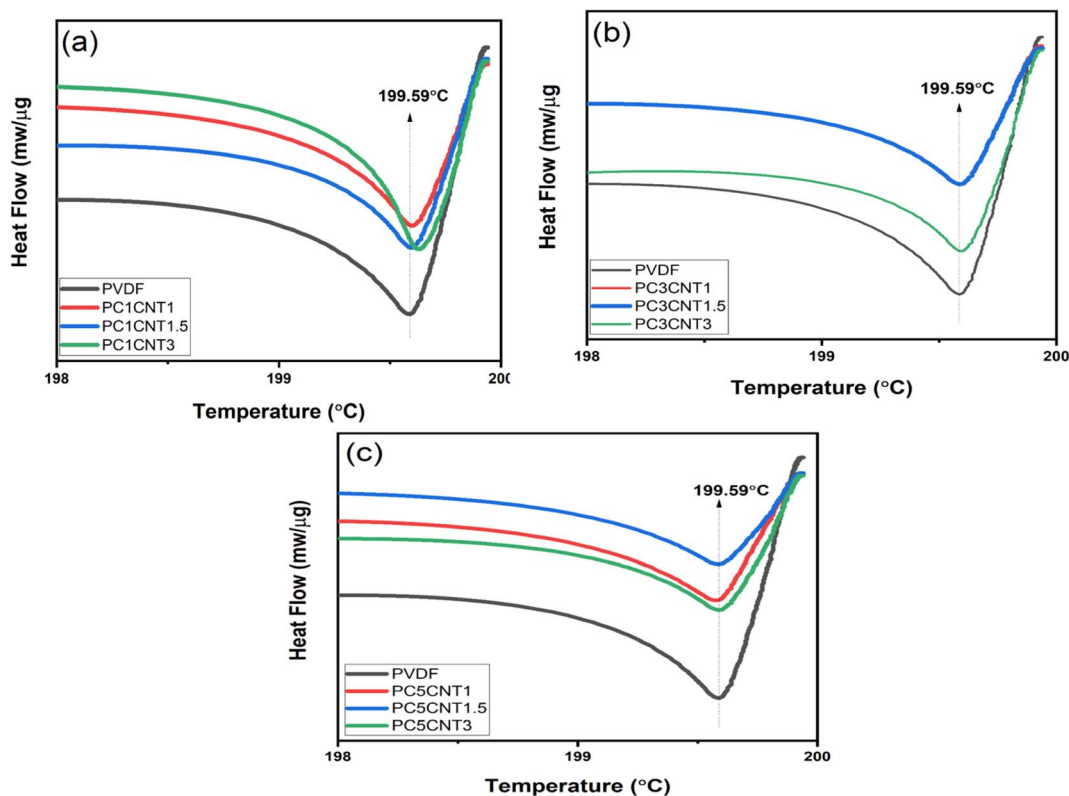 (a)
199.59°C
Heat Flow (mw/μg)
PVDF
PC1CNT1
PC1CNT1.5
PC1CNT3
198
199
200
Temperature (°C)
(b)
199.59°C
Heat Flow (mw/μg)
PVDF
PC3CNT1
PC3CNT1.5
PC3CNT3
198
199
200
Temperature (°C)
(c)
199.59°C
Heat Flow (mw/μg)
PVDF
PC5CNT1
PC5CNT1.5
PC5CNT3
198
199
200
Temperature (°C)